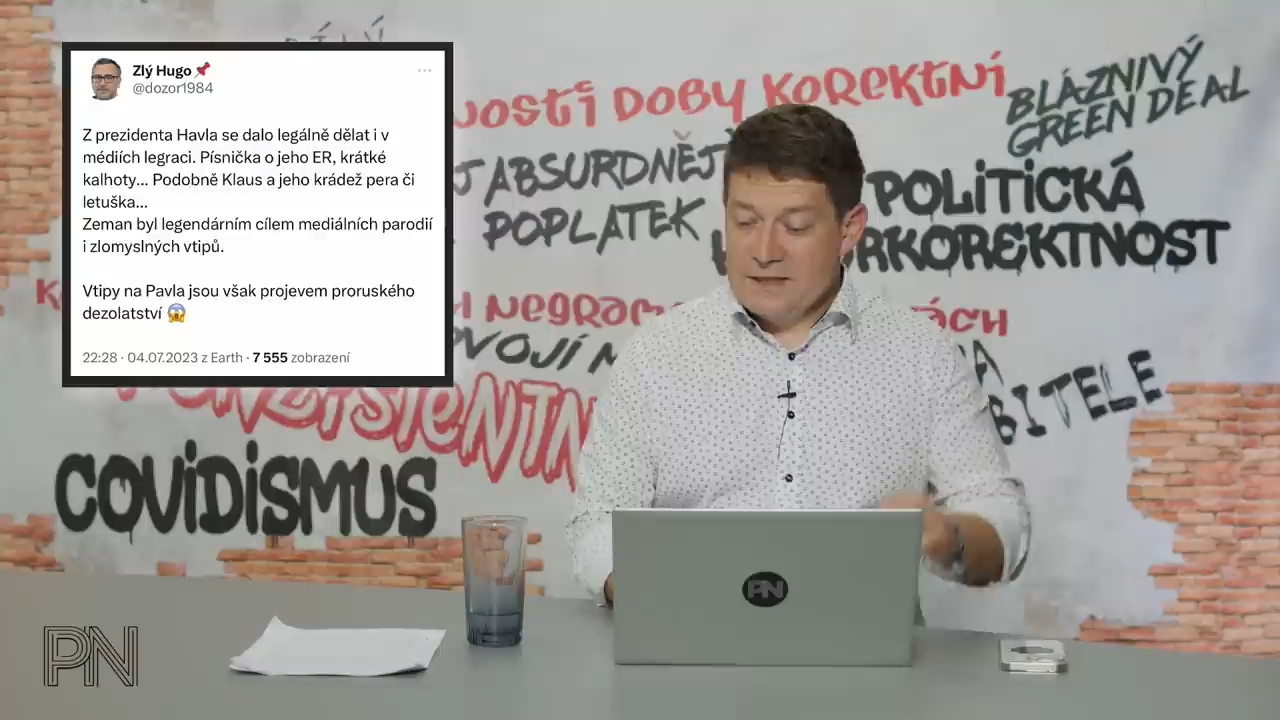 Zlý Hugo
@dozor1984
Z prezidenta Havla se dalo legálně dělat i v
médiích legraci. Písnička o jeho ER, krátké
kalhoty... Podobně Klaus a jeho krádež pera či
letuška...
Zeman byl legendárním cílem mediálních parodií
i zlomyslných vtipů.
Vtipy na Pavla jsou však projevem proruského
dezolatství 😱
22:28 · 04.07.2023 z Earth · 7 555 zobrazení
DOBY KOREKTNÍ
BLÁZNIVÝ
GREEN DEAL
POPLATEK
POLITICKÁ
COVIDISMUS
PN
PN